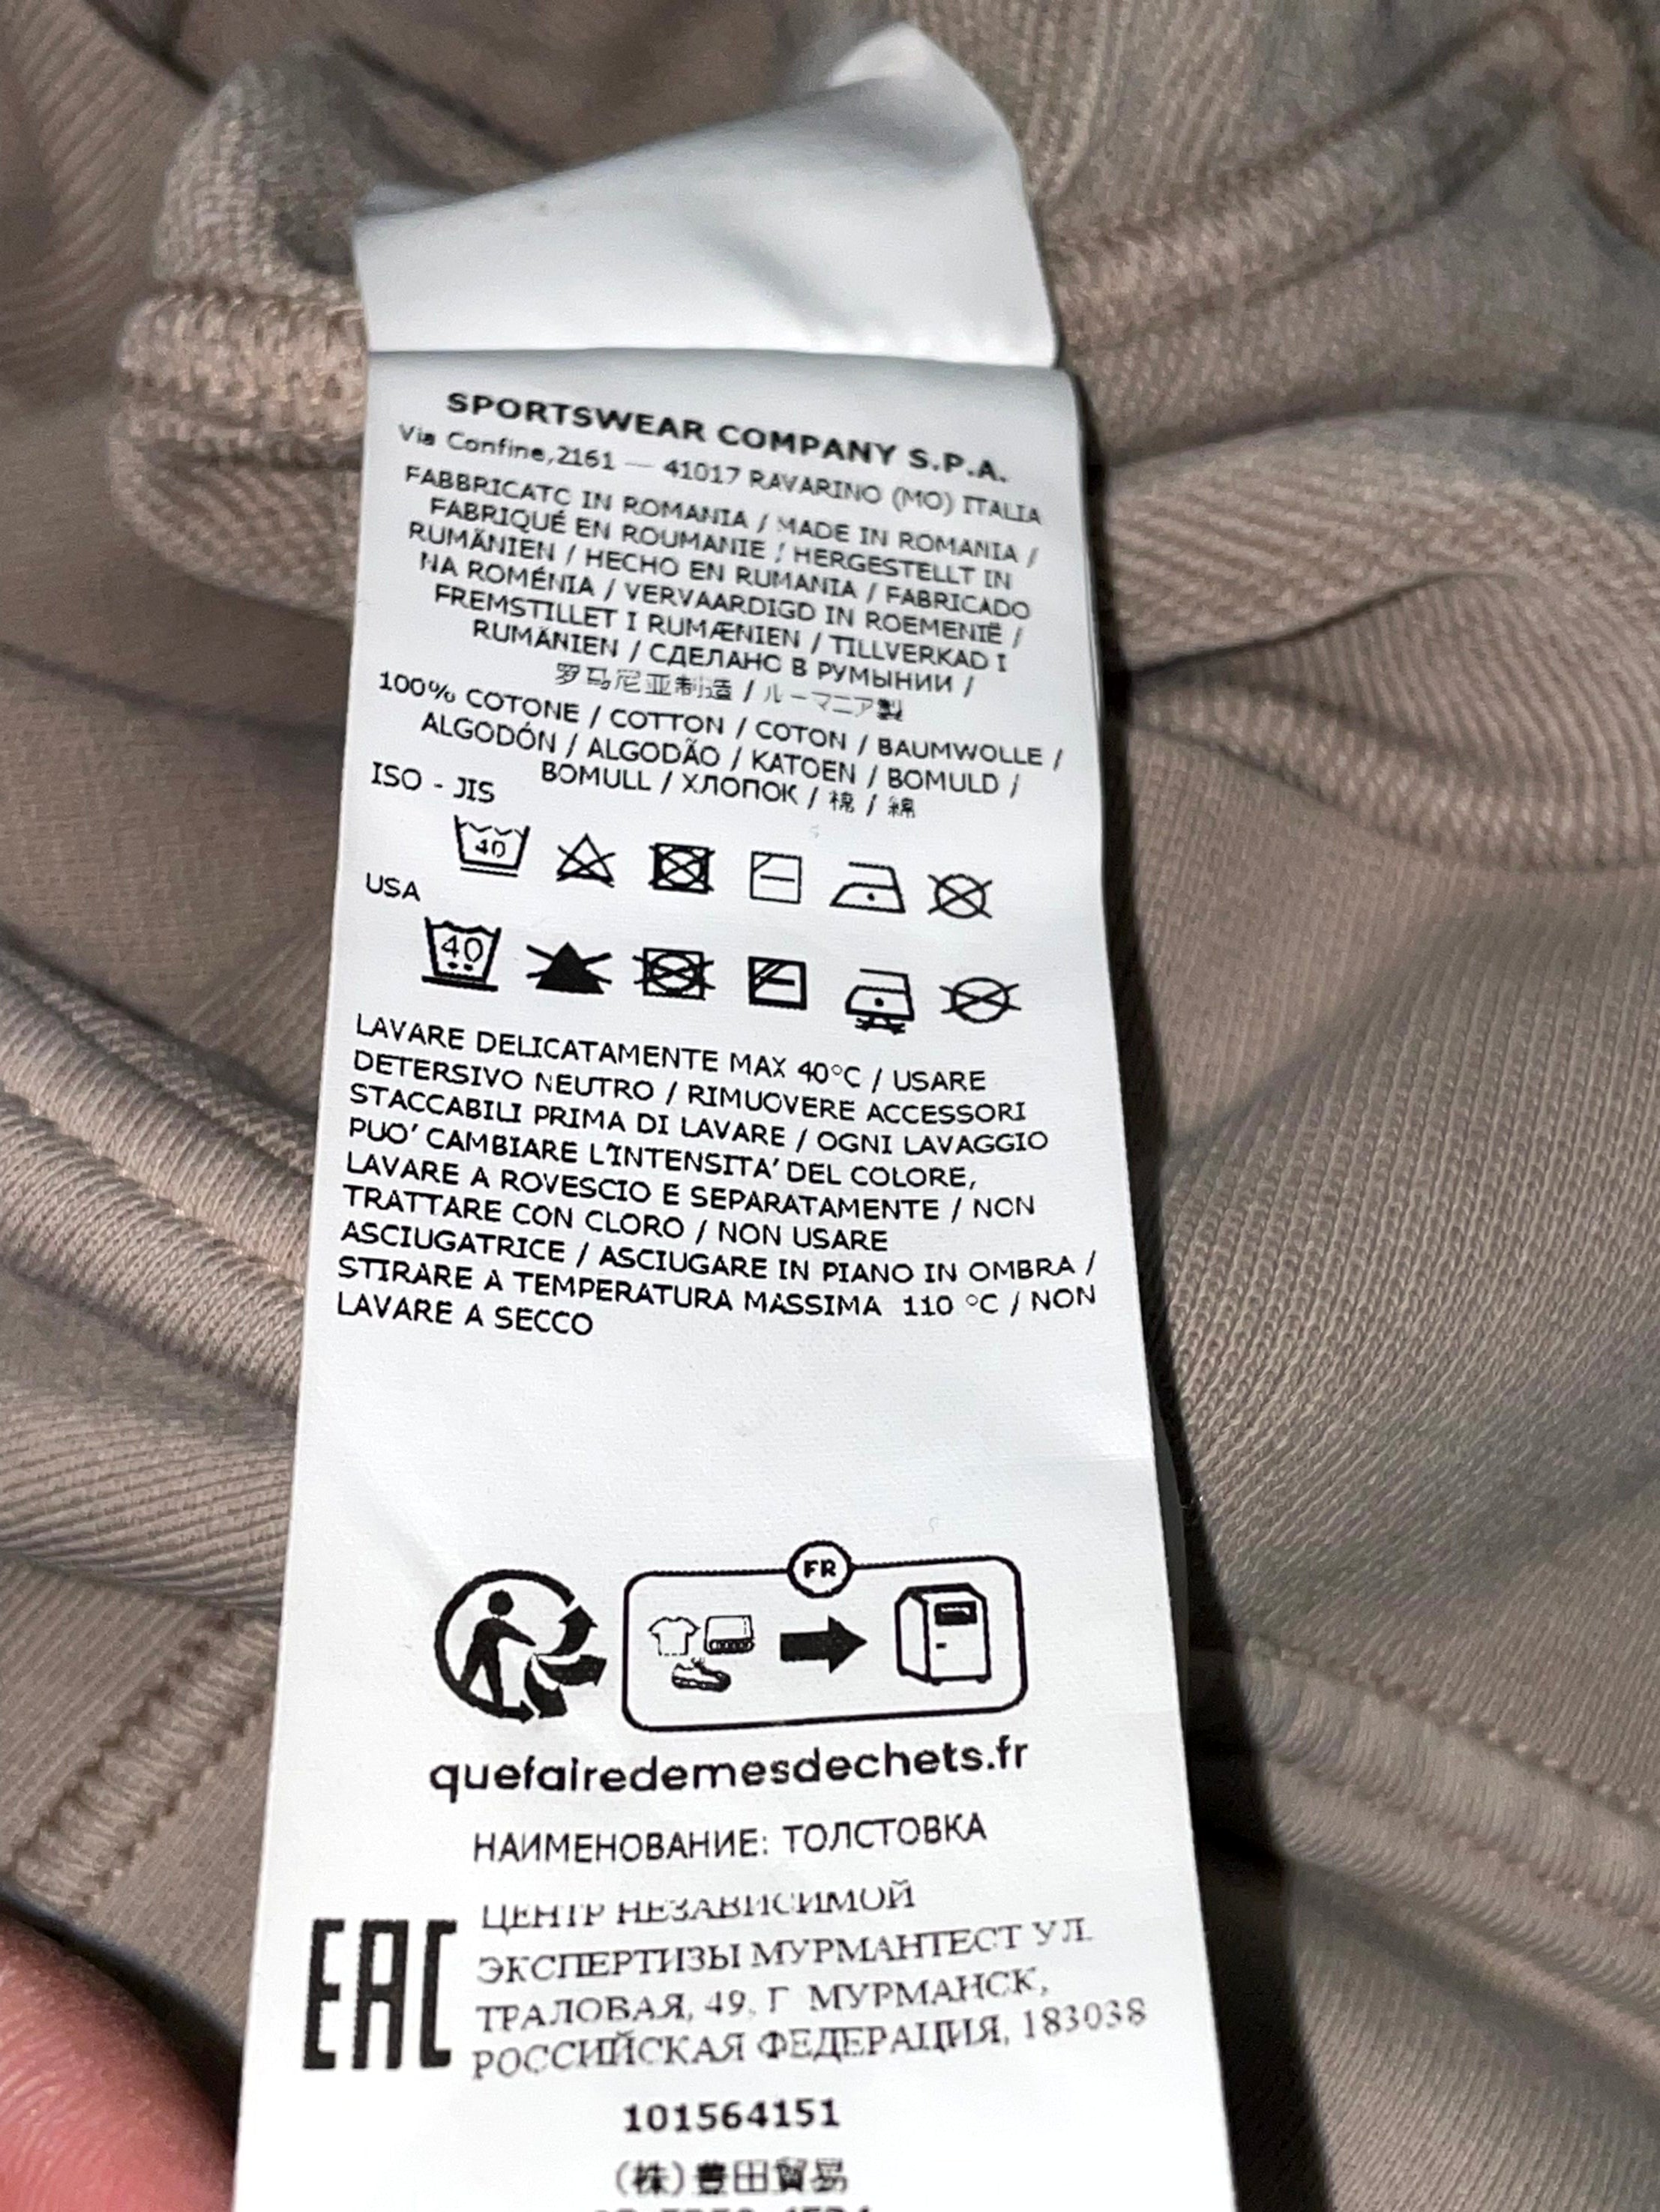 SPORTSWEAR COMPANY S.P.A.
Via Confine,2161 — 41017 RAVARINO (MO) ITALIA
FABBRICATO IN ROMANIA / MADE IN ROMANIA /
FABRIQUÉ EN ROUMANIE / HERGESTELLT IN
RUMÄNIEN / HECHO EN RUMANIA / FABRICADO
NA ROMÉNIA / VERVAARDIGD IN ROEMENIË /
FREMSTILLET I RUMÆNIEN / TILLVERKAD I
RUMÄNIEN / СДЕЛАНО В РУМЫНИИ /
罗马尼亚制造 / ルーマニア製
100% COTONE / COTTON / COTON / BAUMWOLLE /
ALGODÓN / ALGODÃO / KATOEN / BOMULD /
BOMULL / ХЛОПОК / 棉 / 綿
ISO - JIS
40
USA
40
LAVARE DELICATAMENTE MAX 40°C / USARE
DETERSIVO NEUTRO / RIMUOVERE ACCESSORI
STACCABILI PRIMA DI LAVARE / OGNI LAVAGGIO
PUO' CAMBIARE L'INTENSITA' DEL COLORE,
LAVARE A ROVESCIO E SEPARATAMENTE / NON
TRATTARE CON CLORO / NON USARE
ASCIUGATRICE / ASCIUGARE IN PIANO IN OMBRA /
STIRARE A TEMPERATURA MASSIMA 110 °C / NON
LAVARE A SECCO
FR
quefairedemesdechets.fr
НАИМЕНОВАНИЕ: ТОЛСТОВКА
EAC
ЦЕНТР НЕЗАВИСИМОЙ
ЭКСПЕРТИЗЫ МУРМАНТЕСТ УЛ.
ТРАЛОВАЯ, 49, Г МУРМАНСК,
РОССИЙСКАЯ ФЕДЕРАЦИЯ, 183038
101564151
(株)豊田貿易